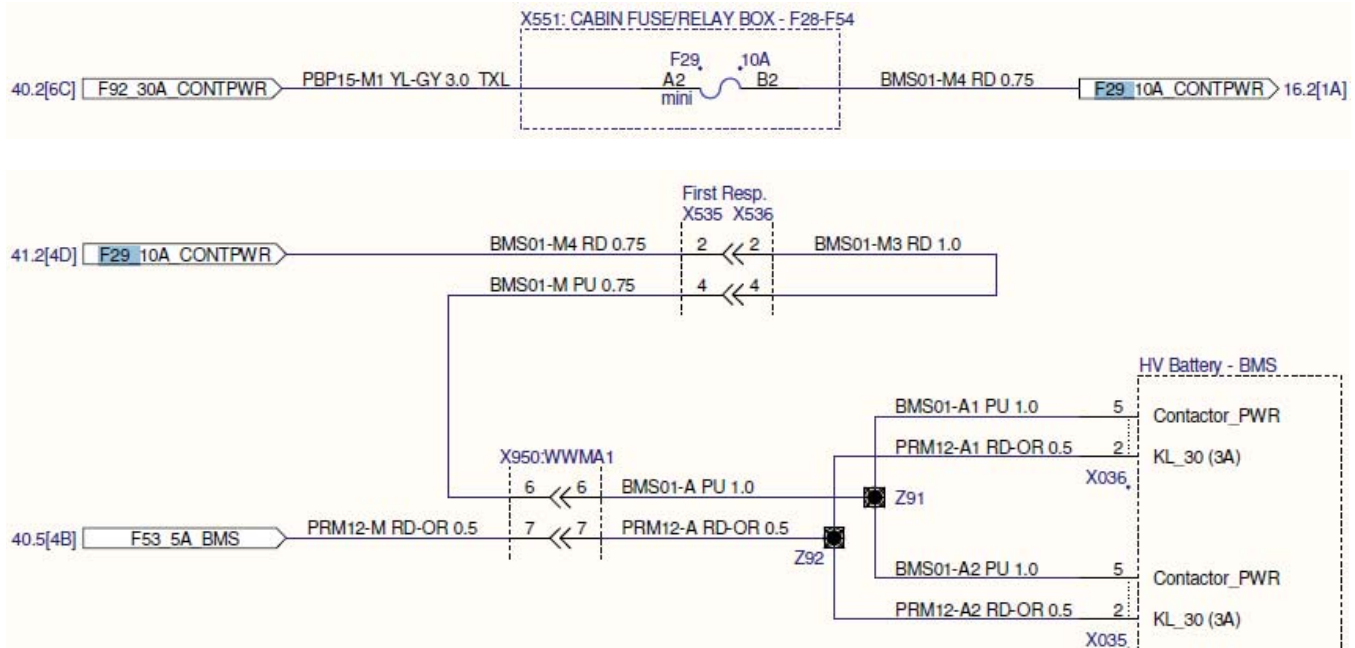 X551: CABIN FUSE/RELAY BOX - F28-F54
F29 10A
40.2[6C] F92_30A_CONTPWR PBP15-M1 YL-GY 3.0 TXL A2 B2 BMS01-M4 RD 0.75 F29_10A_CONTPWR 16.2[1A]
mini
First Resp.
X535 X536
41.2[4D] F29_10A_CONTPWR BMS01-M4 RD 0.75 2 2 BMS01-M3 RD 1.0
BMS01-M PU 0.75 4 4
HV Battery - BMS
BMS01-A1 PU 1.0 5 Contactor_PWR
X950:WWMA1 PRM12-A1 RD-OR 0.5 2 KL_30 (3A)
X036
6 6 BMS01-A PU 1.0 Z91
40.5[4B] F53_5A_BMS PRM12-M RD-OR 0.5 7 7 PRM12-A RD-OR 0.5
Z92
BMS01-A2 PU 1.0 5 Contactor_PWR
PRM12-A2 RD-OR 0.5 2 KL_30 (3A)
X035